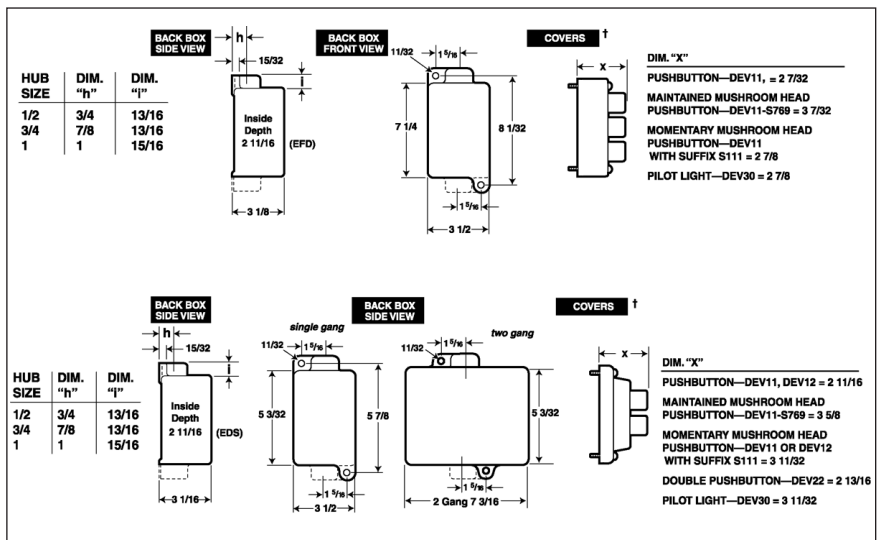 BACK BOX
SIDE VIEW
h
15/32
i
Inside
Depth
2 11/16
(EFD)
3 1/8
HUB DIM. DIM.
SIZE "h" "i"
1/2 3/4 13/16
3/4 7/8 13/16
1 1 15/16
BACK BOX
FRONT VIEW
11/32
1 5/16
7 1/4
8 1/32
1 5/16
3 1/2
COVERS †
x
DIM. "X"
PUSHBUTTON—DEV11, = 2 7/32
MAINTAINED MUSHROOM HEAD
PUSHBUTTON—DEV11-S769 = 3 7/32
MOMENTARY MUSHROOM HEAD
PUSHBUTTON—DEV11
WITH SUFFIX S111 = 2 7/8
PILOT LIGHT—DEV30 = 2 7/8
BACK BOX
SIDE VIEW
h
15/32
i
Inside
Depth
2 11/16
(EDS)
3 1/16
HUB DIM. DIM.
SIZE "h" "i"
1/2 3/4 13/16
3/4 7/8 13/16
1 1 15/16
BACK BOX
SIDE VIEW
single gang
11/32
1 5/16
5 3/32
5 7/8
1 5/16
3 1/2
two gang
11/32
1 5/16
5 3/32
1 5/16
2 Gang 7 3/16
COVERS †
x
DIM. "X"
PUSHBUTTON—DEV11, DEV12 = 2 11/16
MAINTAINED MUSHROOM HEAD
PUSHBUTTON—DEV11-S769 = 3 5/8
MOMENTARY MUSHROOM HEAD
PUSHBUTTON—DEV11 OR DEV12
WITH SUFFIX S111 = 3 11/32
DOUBLE PUSHBUTTON—DEV22 = 2 13/16
PILOT LIGHT—DEV30 = 3 11/32